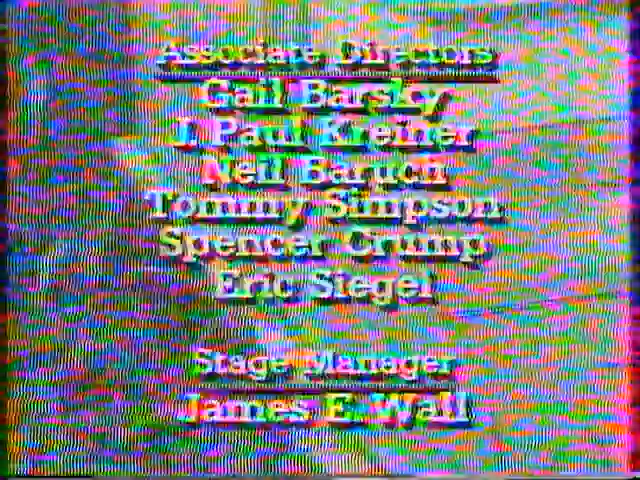 Associate Directors
Gail Barsky
J. Paul Kreiner
Neil Baruch
Tommy Simpson
Spencer Crump
Eric Siegel
Stage Manager
James E. Wall